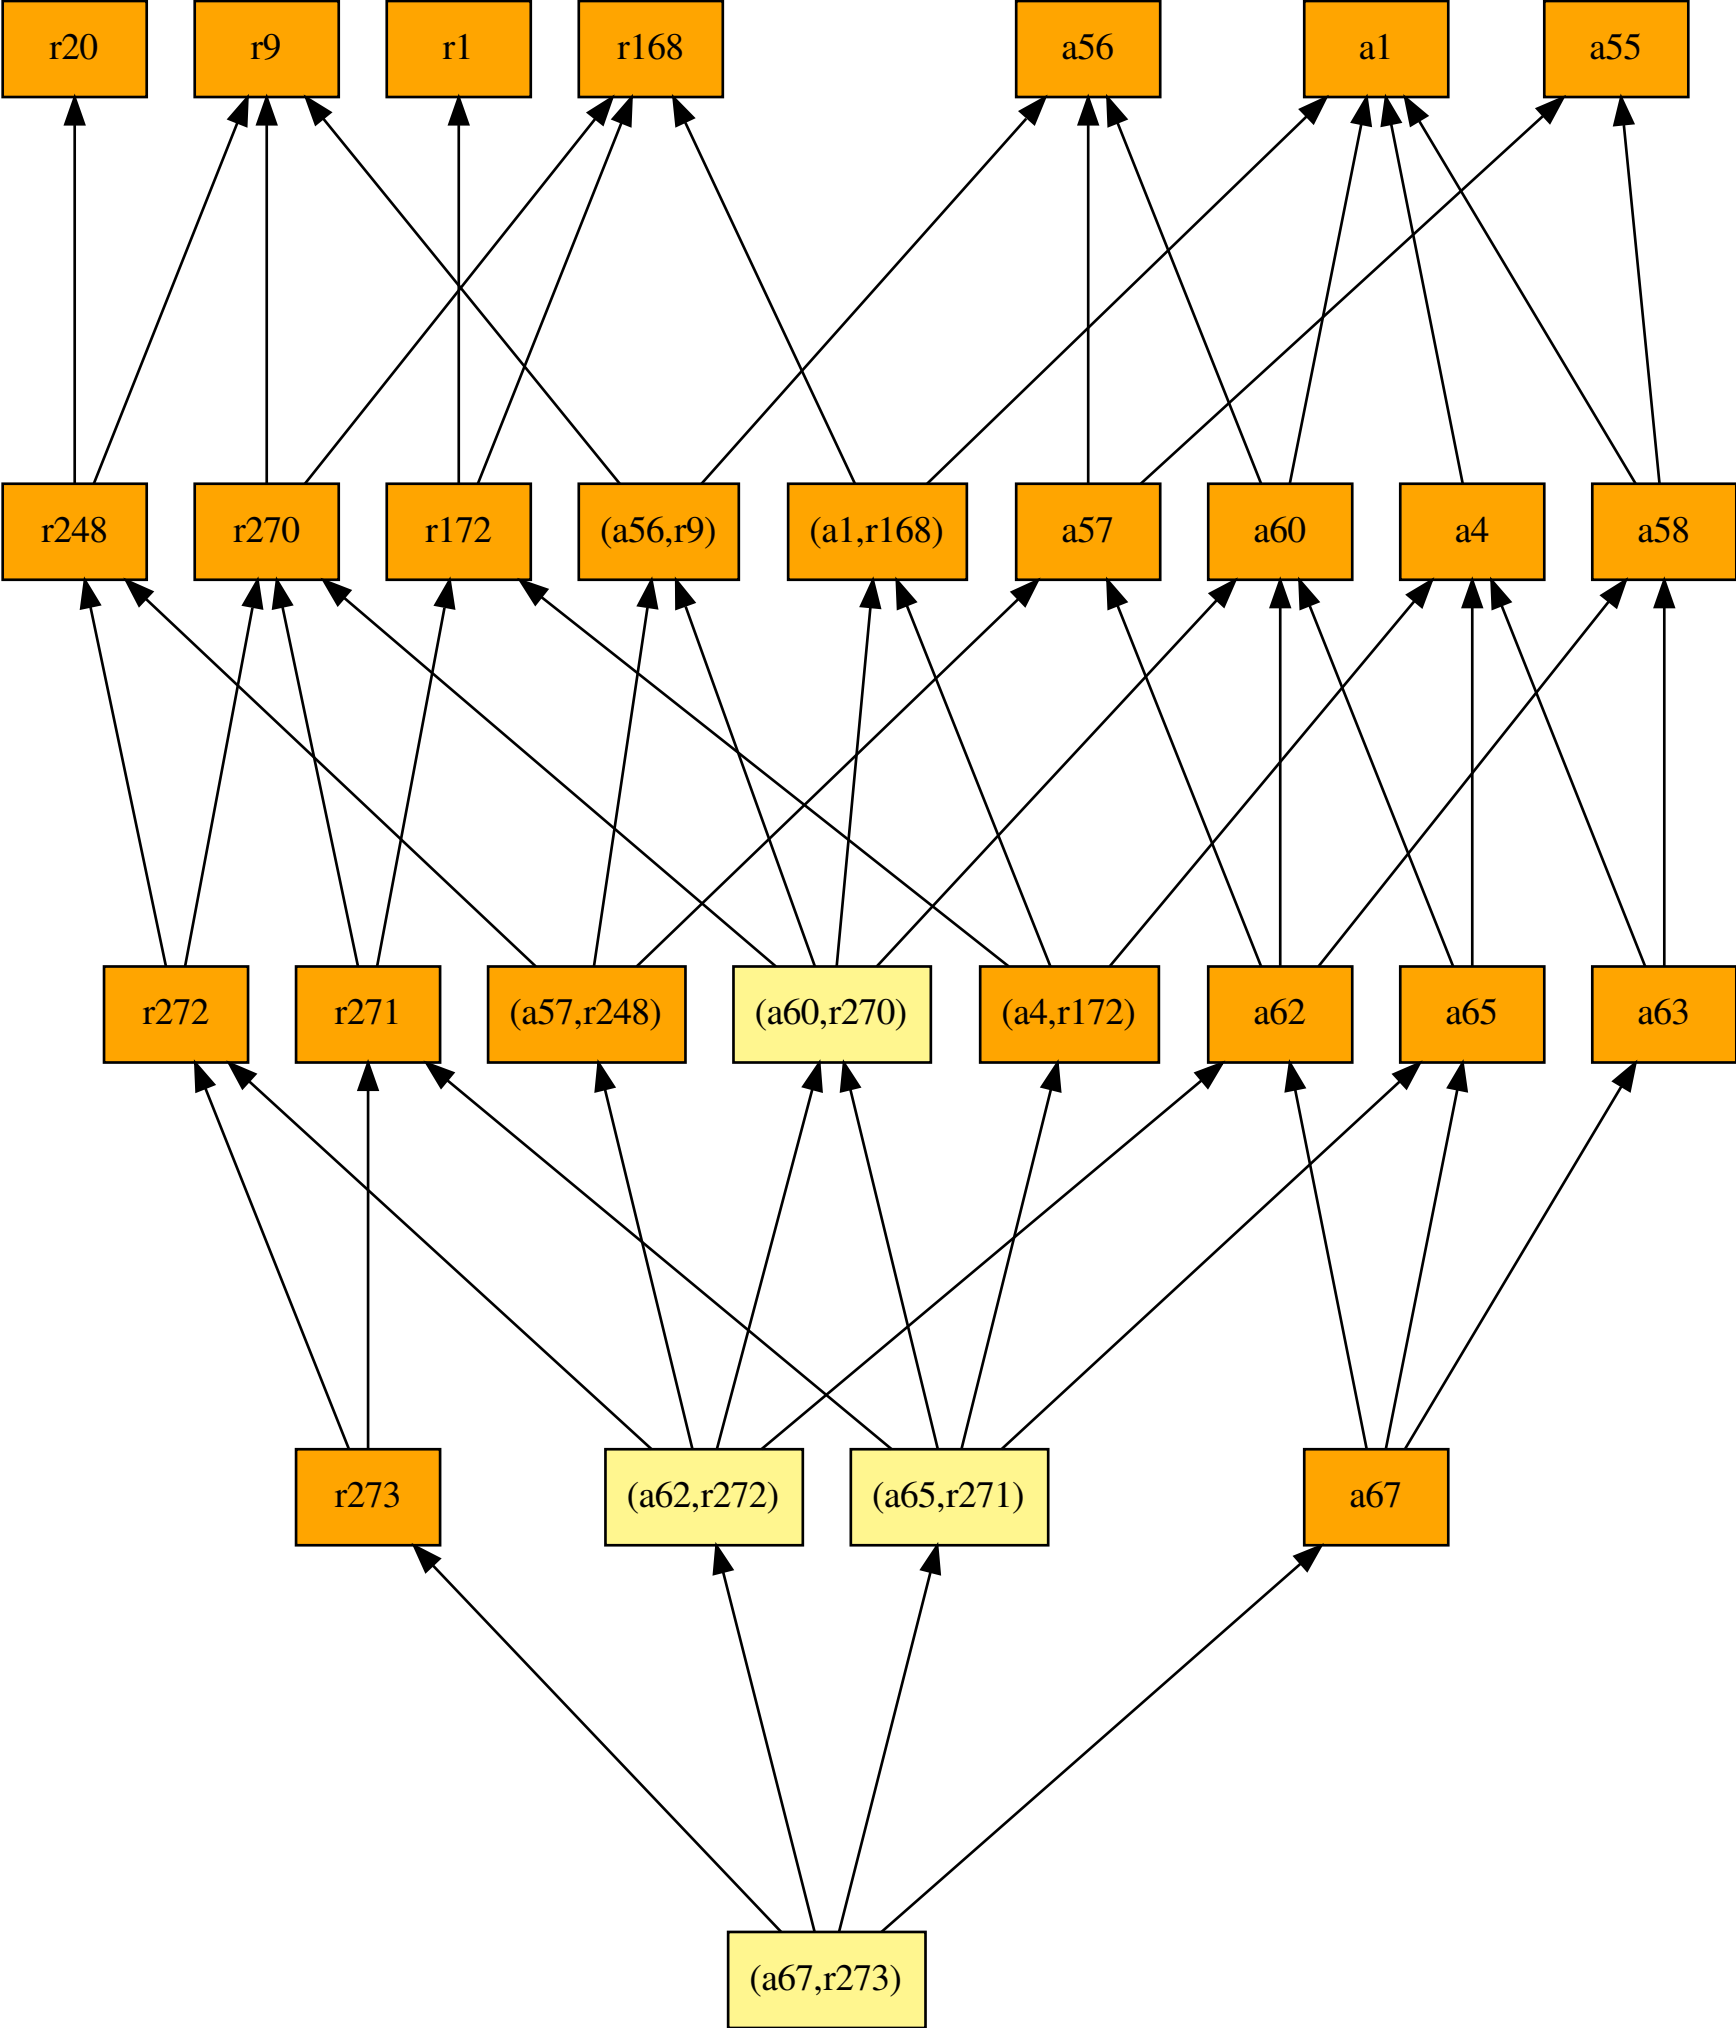 r20 r9 r1 r168 a56 a1 a55
r248 r270 r172 (a56,r9) (a1,r168) a57 a60 a4 a58
r272 r271 (a57,r248) (a60,r270) (a4,r172) a62 a65 a63
r273 (a62,r272) (a65,r271) a67
(a67,r273)